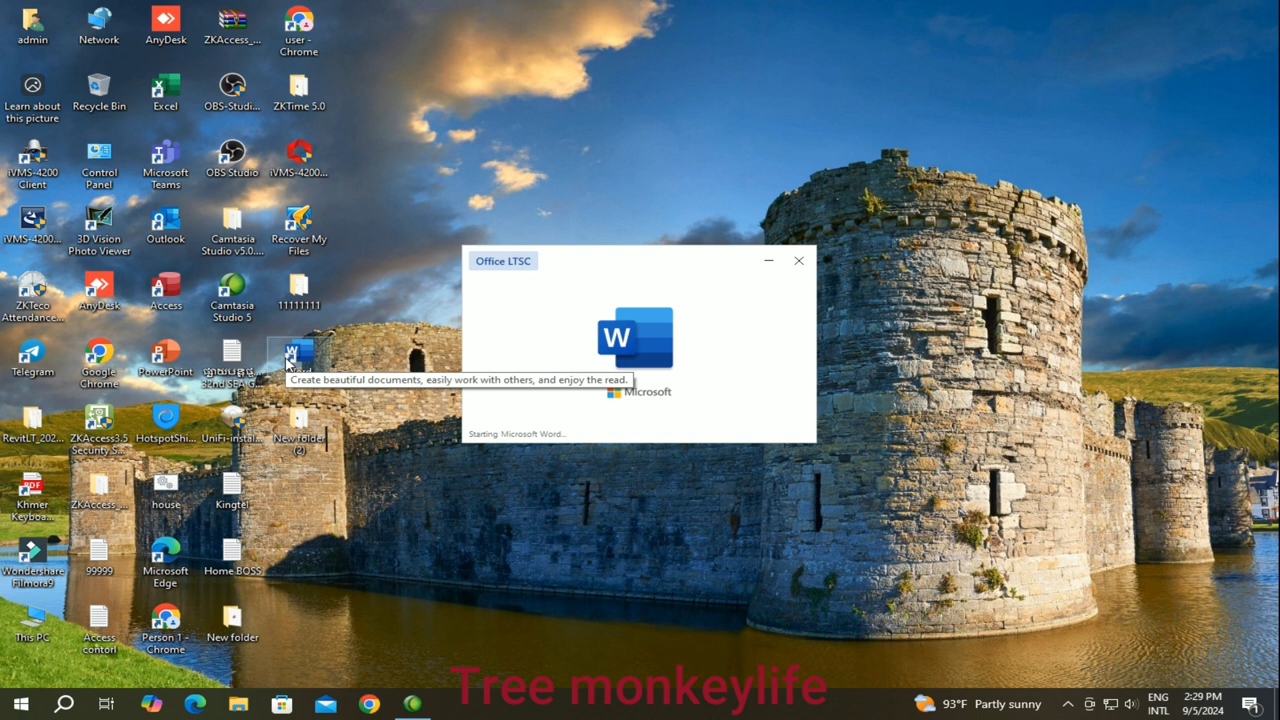 admin
Network
AnyDesk
ZKAccess_...
user -
Chrome
Learn about
this picture
Recycle Bin
Excel
OBS-Studi...
ZKTime 5.0
iVMS-4200
Client
Control
Panel
Microsoft
Teams
OBS Studio
iVMS-4200...
iVMS-4200...
3D Vision
Photo Viewer
Outlook
Camtasia
Studio v5.0....
Recover My
Files
Office LTSC
ZKTeco
Attendance...
AnyDesk
Access
Camtasia
Studio 5
11111111
W
Telegram
Google
Chrome
PowerPoint
32nd SEA G...
Create beautiful documents, easily work with others, and enjoy the read.
Microsoft
Starting Microsoft Word...
RevitLT_202...
ZKAccess3.5
Security S...
HotspotShi...
UniFi-instal...
New folder
(2)
Khmer
Keyboa...
ZKAccess_...
house
Kingtel
Wondershare
Filmora9
99999
Microsoft
Edge
Home BOSS
This PC
Access
contorl
Person 1 -
Chrome
New folder
Tree monkeylife
93°F Partly sunny
ENG
INTL
2:29 PM
9/5/2024
1